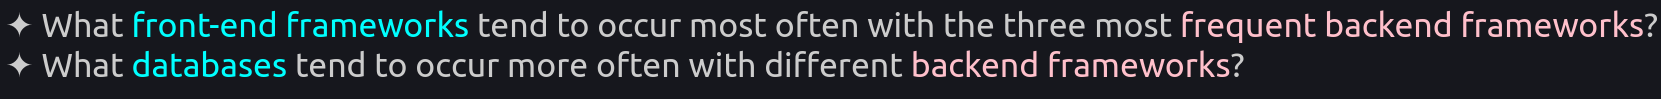 ✦ What front-end frameworks tend to occur most often with the three most frequent backend frameworks?
✦ What databases tend to occur more often with different backend frameworks?